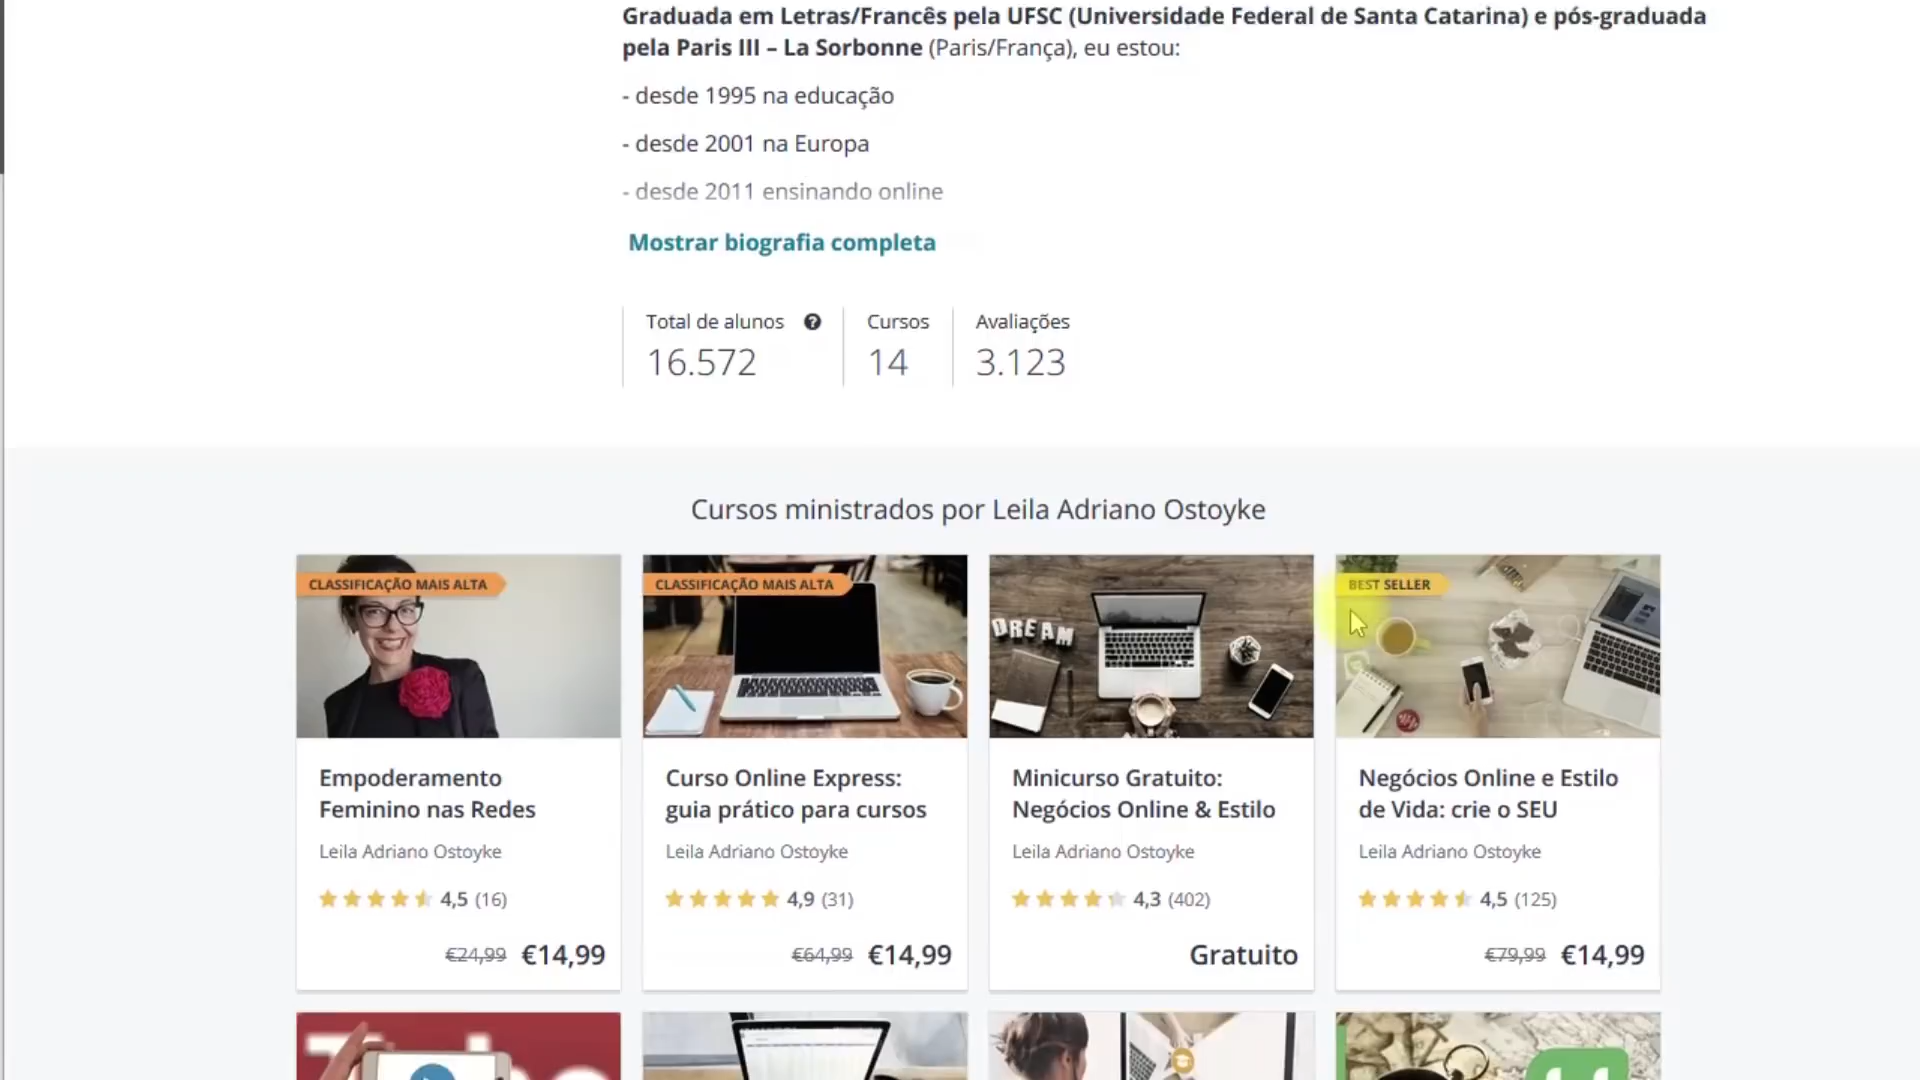 Graduada em Letras/Francês pela UFSC (Universidade Federal de Santa Catarina) e pós-graduada
pela Paris III – La Sorbonne (Paris/França), eu estou:
- desde 1995 na educação
- desde 2001 na Europa
- desde 2011 ensinando online
Mostrar biografia completa
Total de alunos
16.572
Cursos
14
Avaliações
3.123
Cursos ministrados por Leila Adriano Ostoyke
CLASSIFICAÇÃO MAIS ALTA
Empoderamento
Feminino nas Redes
Leila Adriano Ostoyke
4,5 (16)
€24,99 €14,99
CLASSIFICAÇÃO MAIS ALTA
Curso Online Express:
guia prático para cursos
Leila Adriano Ostoyke
4,9 (31)
€64,99 €14,99
DREAM
Minicurso Gratuito:
Negócios Online & Estilo
Leila Adriano Ostoyke
4,3 (402)
Gratuito
BEST SELLER
Negócios Online e Estilo
de Vida: crie o SEU
Leila Adriano Ostoyke
4,5 (125)
€79,99 €14,99